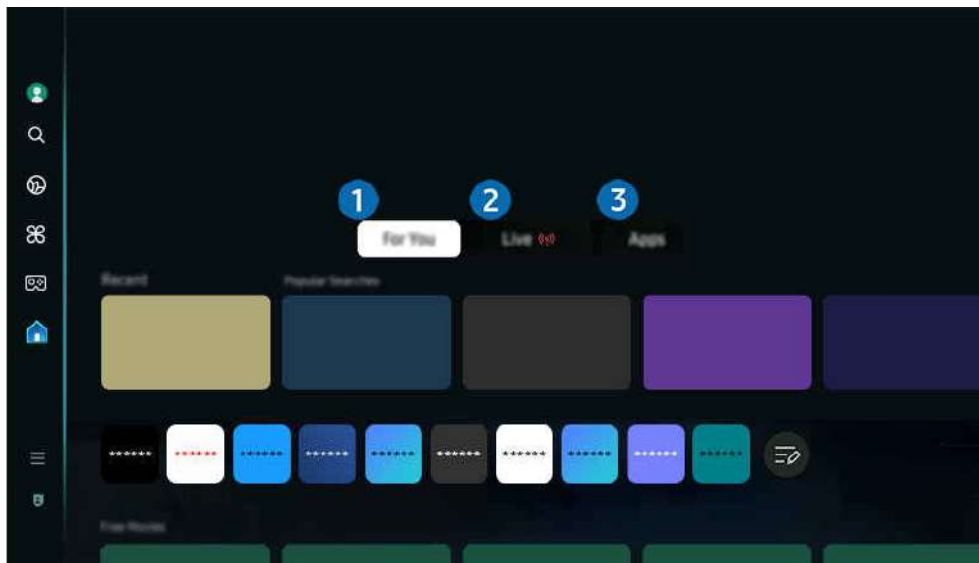 1 2 3
For You Live Apps
Recent Popular Searches
****** ****** ****** ****** ****** ****** ****** ****** ****** ******
Free Movies